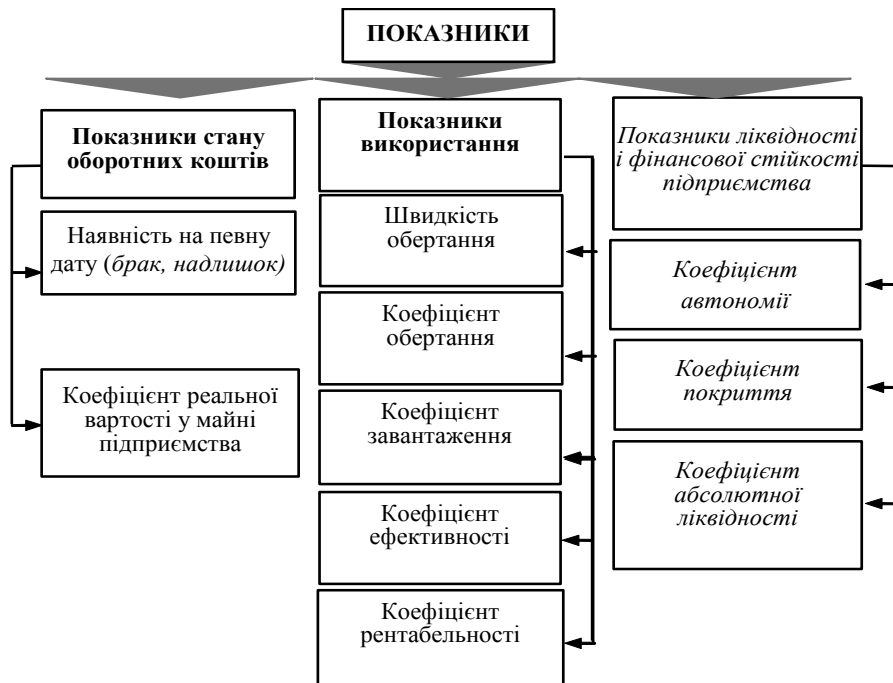 ПОКАЗНИКИ
Показники стану
оборотних коштів
Наявність на певну
дату (брак, надлишок)
Коефіцієнт реальної
вартості у майні
підприємства
Показники
використання
Швидкість
обертання
Коефіцієнт
обертання
Коефіцієнт
завантаження
Коефіцієнт
ефективності
Коефіцієнт
рентабельності
Показники ліквідності
і фінансової стійкості
підприємства
Коефіцієнт
автономії
Коефіцієнт
покриття
Коефіцієнт
абсолютної
ліквідності